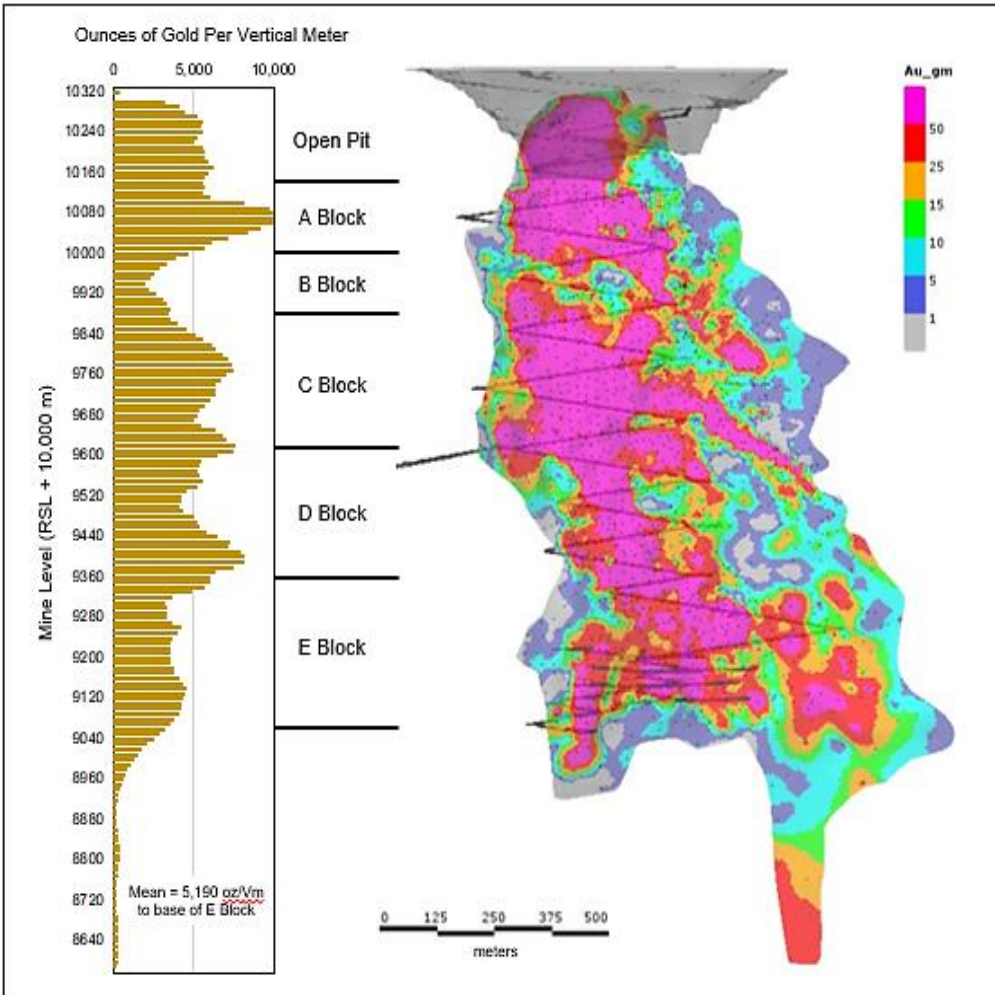 Ounces of Gold Per Vertical Meter
0 5,000 10,000
Mine Level (RSL + 10,000 m)
10320
10240
10160
10080
10000
9920
9840
9760
9680
9600
9520
9440
9360
9280
9200
9120
9040
8960
8880
8800
8720
8640
Mean = 5,190 oz/Vm
to base of E Block
Open Pit
A Block
B Block
C Block
D Block
E Block
Au_gm
50
25
15
10
5
1
0 125 250 375 500
meters